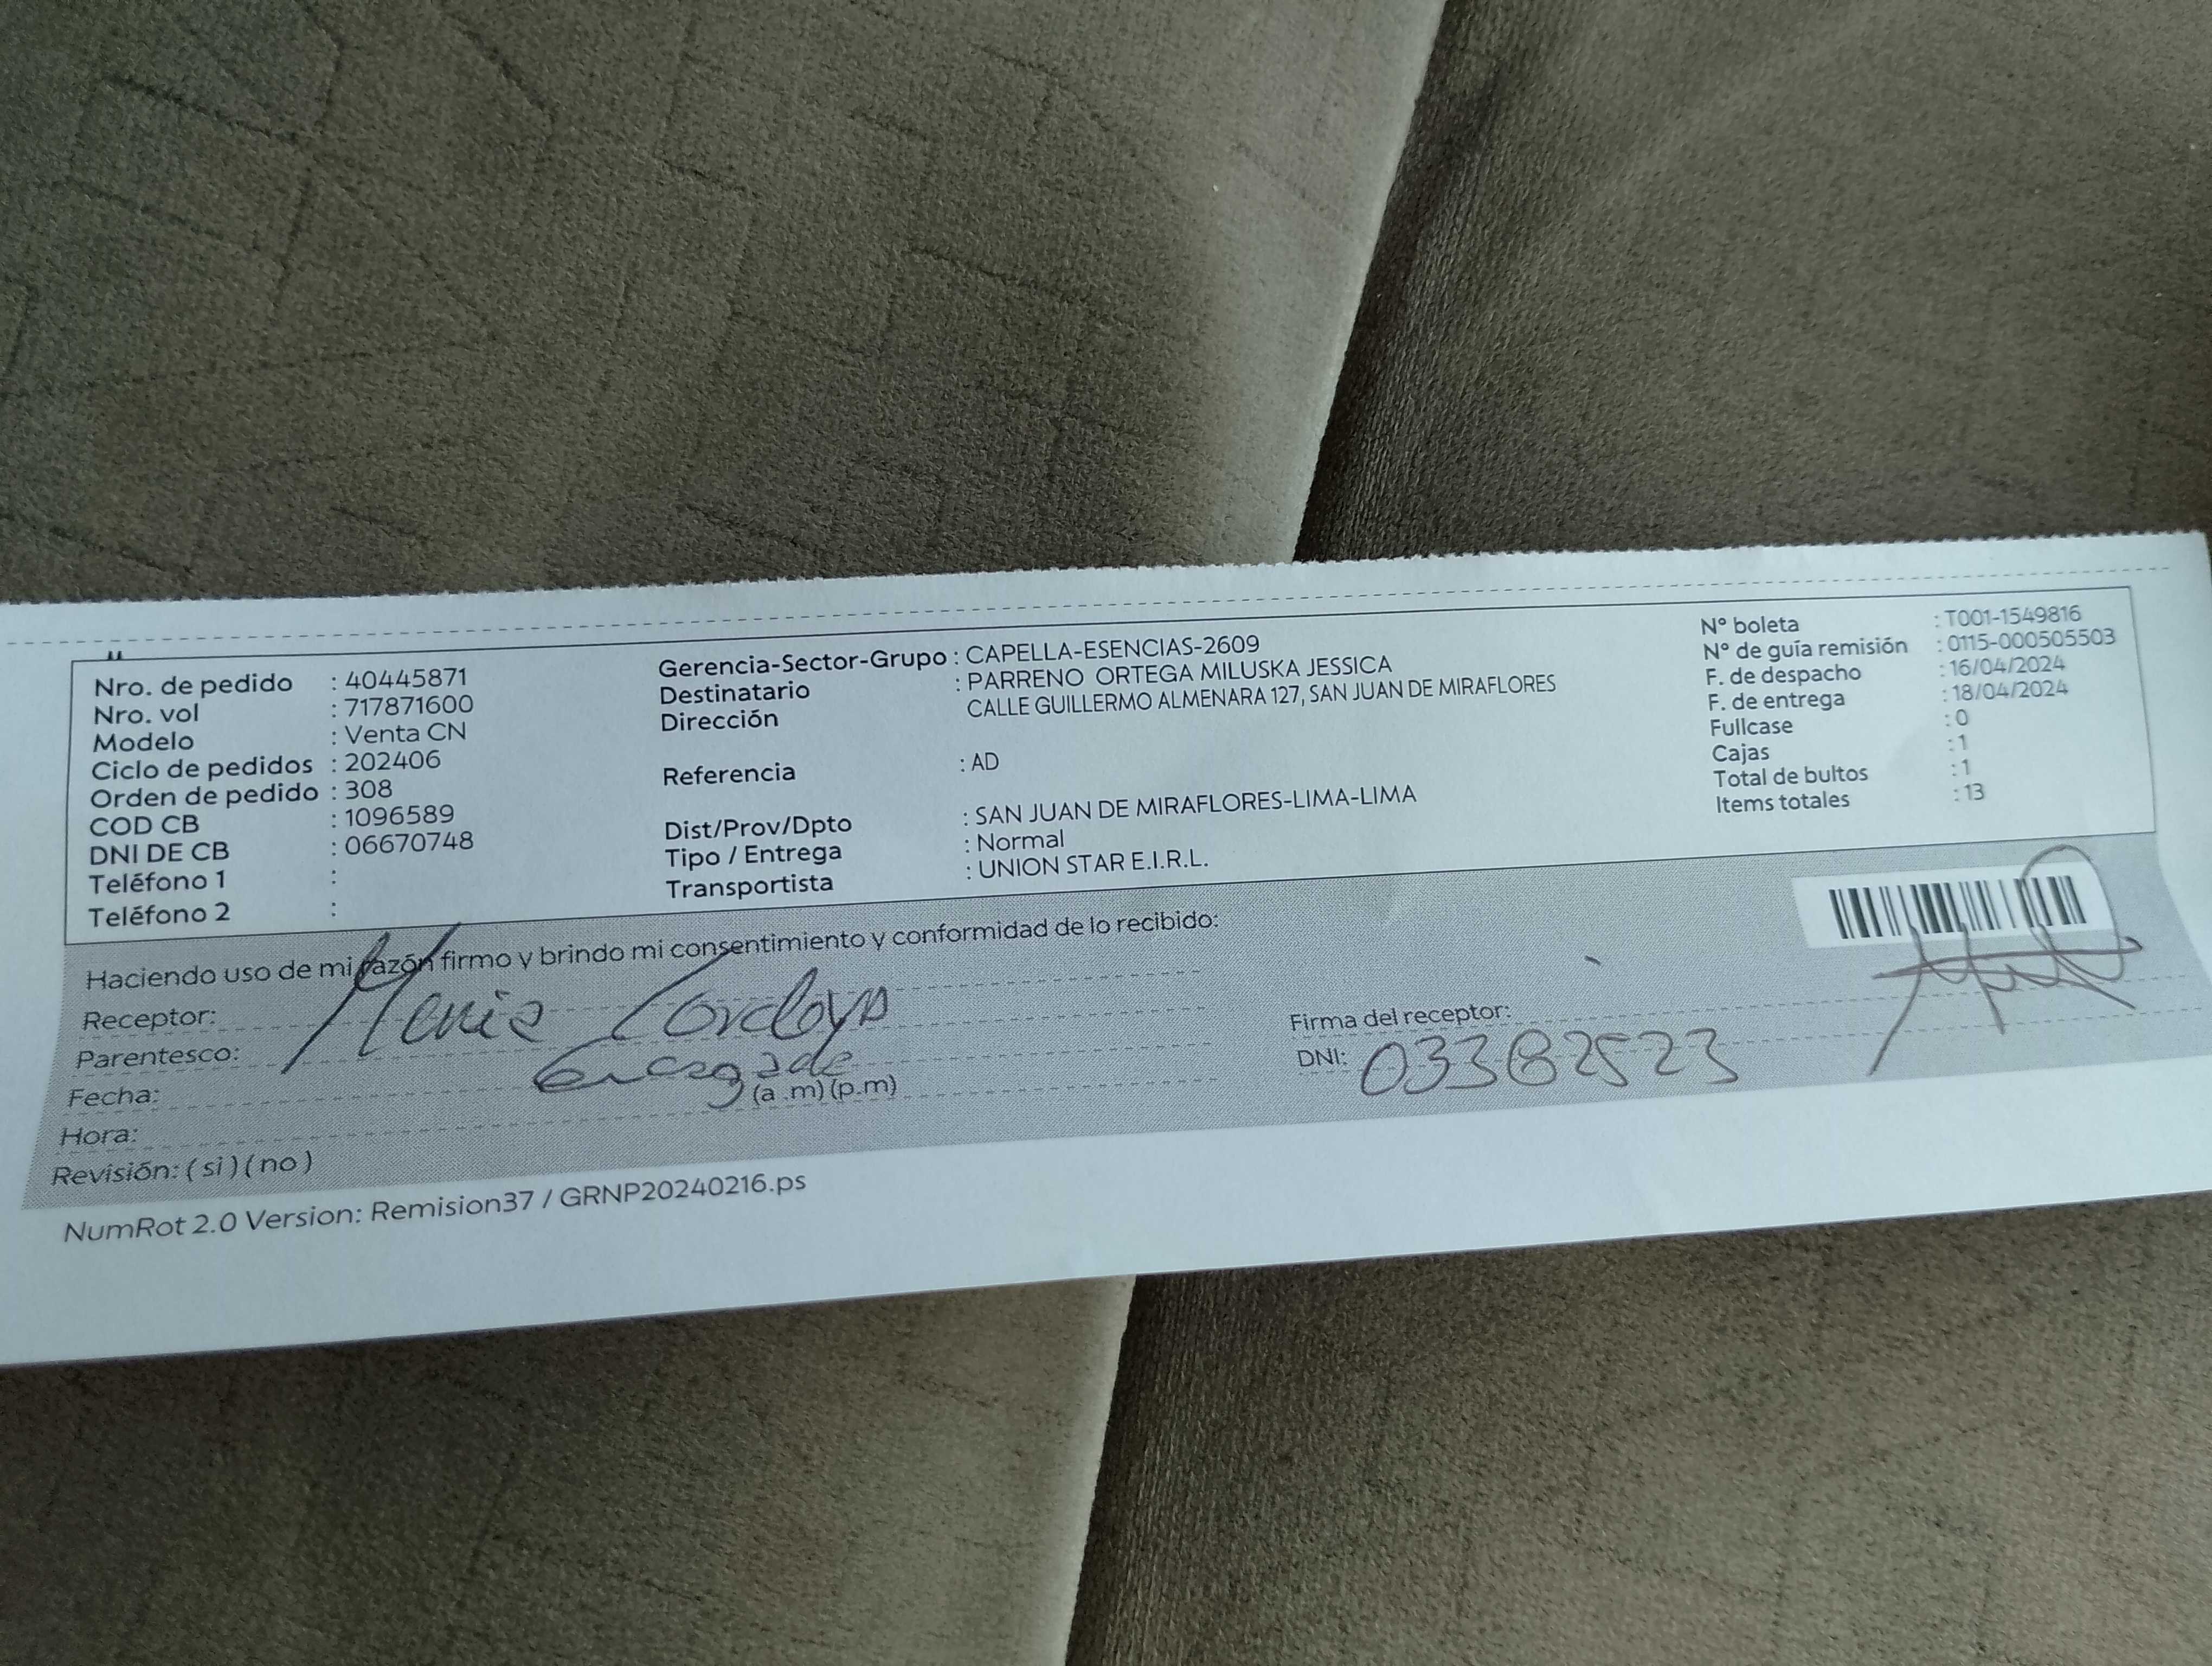 Nro. de pedido : 40445871
Nro. vol : 717871600
Modelo : Venta CN
Ciclo de pedidos : 202406
Orden de pedido : 308
COD CB : 1096589
DNI DE CB : 06670748
Teléfono 1 :
Teléfono 2 :
Gerencia-Sector-Grupo : CAPELLA-ESENCIAS-2609
Destinatario : PARRENO ORTEGA MILUSKA JESSICA
Dirección CALLE GUILLERMO ALMENARA 127, SAN JUAN DE MIRAFLORES
Referencia : AD
Dist/Prov/Dpto : SAN JUAN DE MIRAFLORES-LIMA-LIMA
Tipo / Entrega : Normal
Transportista : UNION STAR E.I.R.L.
N° boleta : T001-1549816
N° de guía remisión : 0115-000505503
F. de despacho : 16/04/2024
F. de entrega : 18/04/2024
Fullcase : 0
Cajas : 1
Total de bultos : 1
Items totales : 13
Haciendo uso de mi razón firmo y brindo mi consentimiento y conformidad de lo recibido:
Receptor:
Parentesco:
Fecha:
Hora: (a .m) (p.m)
Revisión: ( si ) ( no )
Firma del receptor:
DNI: 03382523
NumRot 2.0 Version: Remision37 / GRNP20240216.ps